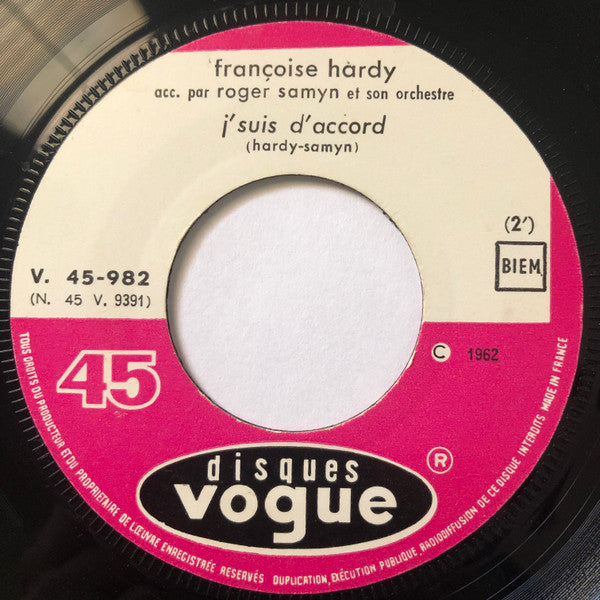 françoise hardy
acc. par roger samyn et son orchestre
j'suis d'accord
(hardy-samyn)
(2')
BIEM
V. 45-982
(N. 45 V. 9391)
45
© 1962
disques
vogue
®
TOUS DROITS DU PRODUCTEUR ET DU PROPRIETAIRE DE L'ŒUVRE ENREGISTRÉE RESERVÉS DUPLICATION, EXÉCUTION PUBLIQUE RADIODIFFUSION DE CE DISQUE INTERDITS MADE IN FRANCE